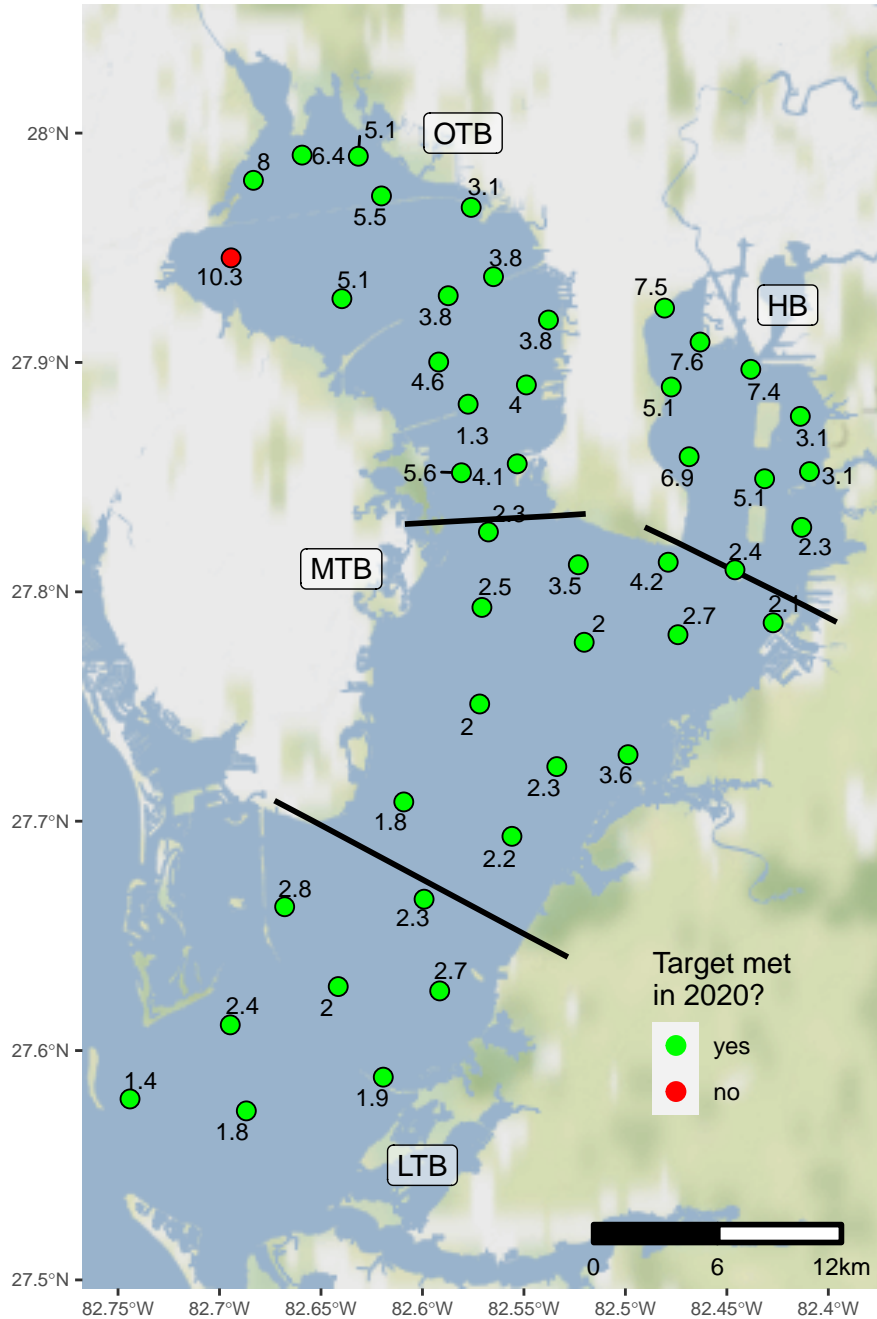 28°N
27.9°N
27.8°N
27.7°N
27.6°N
27.5°N
OTB
5.1
8
6.4
5.5
3.1
10.3
5.1
3.8
3.8
3.8
4.6
4
1.3
5.6
4.1
HB
7.5
7.6
7.4
5.1
3.1
6.9
3.1
5.1
2.3
2.4
MTB
2.3
3.5
4.2
2.5
2.1
2
2.7
2
2.3
3.6
1.8
2.2
2.8
2.3
2.7
2
2.4
1.4
1.9
1.8
LTB
Target met
in 2020?
yes
no
0 6 12km
82.75°W 82.7°W 82.65°W 82.6°W 82.55°W 82.5°W 82.45°W 82.4°W